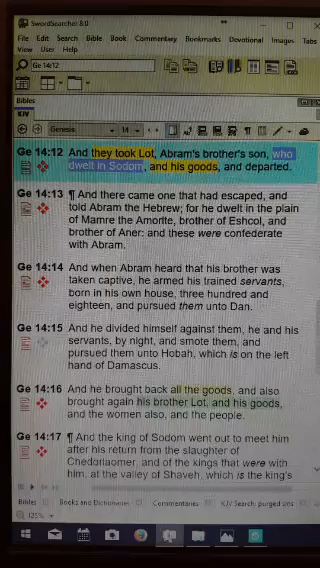 SwordSearcher 8.0
File Edit Search Bible Book Commentary Bookmarks Devotional Images Tabs
View User Help
Ge 14:12
Bibles
KJV
Genesis 14
Ge 14:12 And they took Lot, Abram's brother's son, who
dwelt in Sodom, and his goods, and departed.
Ge 14:13 ¶ And there came one that had escaped, and
told Abram the Hebrew; for he dwelt in the plain
of Mamre the Amorite, brother of Eshcol, and
brother of Aner: and these were confederate
with Abram.
Ge 14:14 And when Abram heard that his brother was
taken captive, he armed his trained servants,
born in his own house, three hundred and
eighteen, and pursued them unto Dan.
Ge 14:15 And he divided himself against them, he and his
servants, by night, and smote them, and
pursued them unto Hobah, which is on the left
hand of Damascus.
Ge 14:16 And he brought back all the goods, and also
brought again his brother Lot, and his goods,
and the women also, and the people.
Ge 14:17 ¶ And the king of Sodom went out to meet him
after his return from the slaughter of
Chedorlaomer, and of the kings that were with
him, at the valley of Shaveh, which is the king's
Bibles Books and Dictionaries Commentaries KJV Search: purged sins
125%